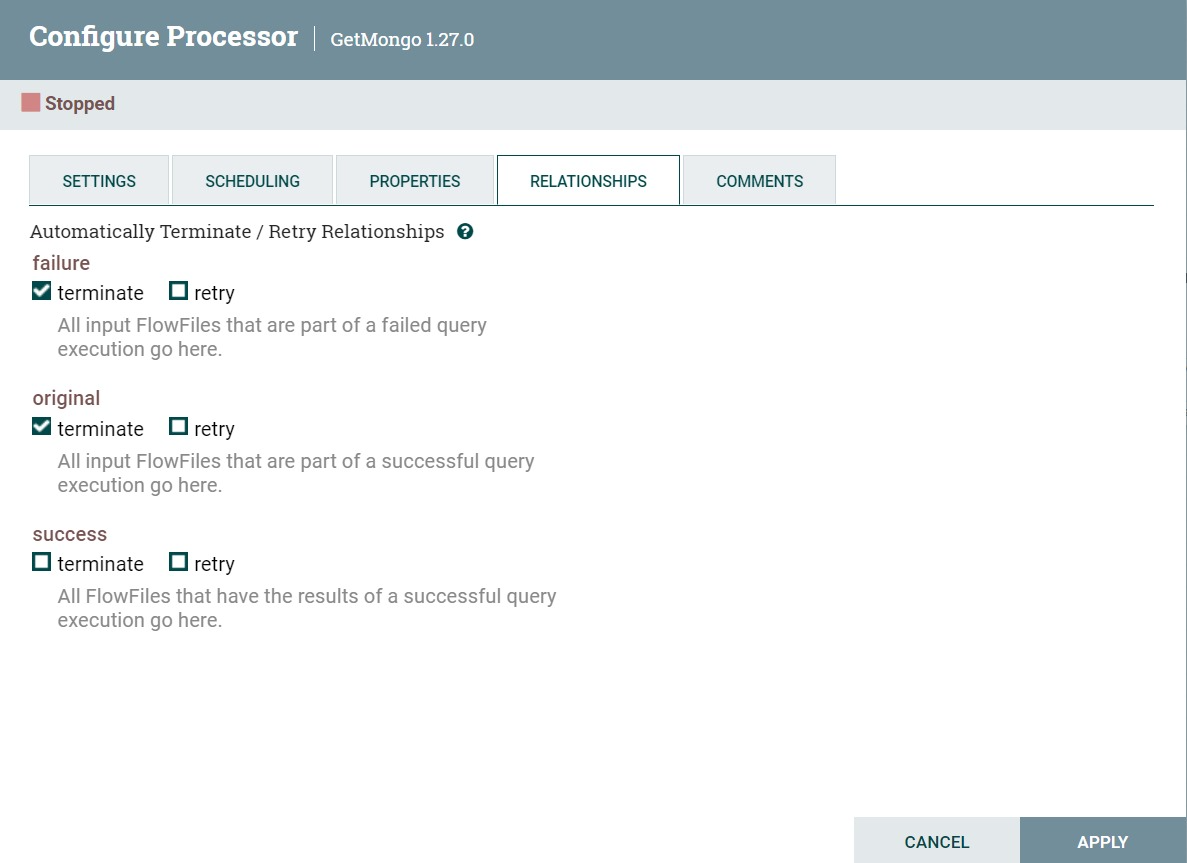 Configure Processor | GetMongo 1.27.0
Stopped
SETTINGS SCHEDULING PROPERTIES RELATIONSHIPS COMMENTS
Automatically Terminate / Retry Relationships ?
failure
terminate retry
All input FlowFiles that are part of a failed query
execution go here.
original
terminate retry
All input FlowFiles that are part of a successful query
execution go here.
success
terminate retry
All FlowFiles that have the results of a successful query
execution go here.
CANCEL APPLY